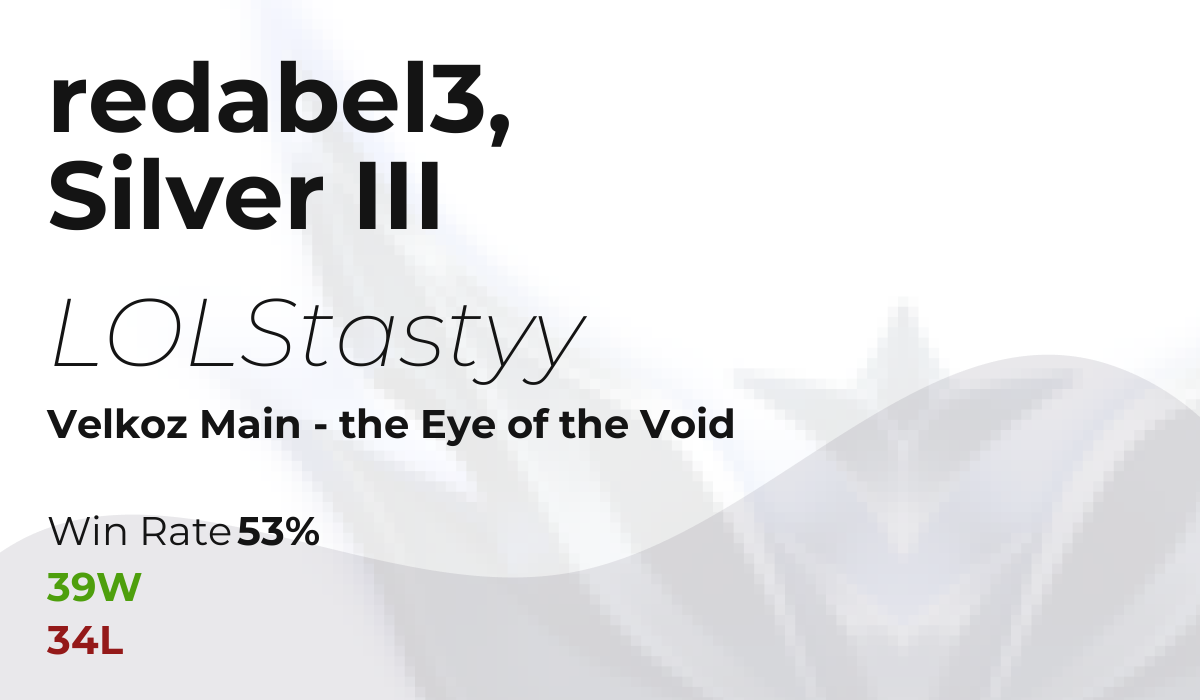 redabel3,
Silver III
LOLStastyy
Velkoz Main - the Eye of the Void
Win Rate 53%
39W
34L